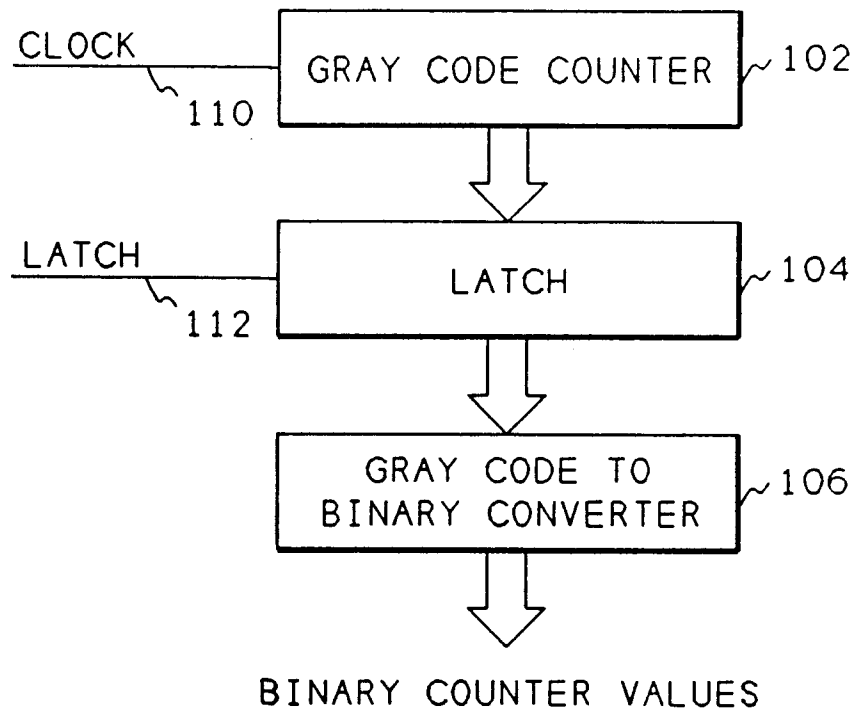 CLOCK
110
GRAY CODE COUNTER
102
LATCH
112
LATCH
104
GRAY CODE TO
BINARY CONVERTER
106
BINARY COUNTER VALUES